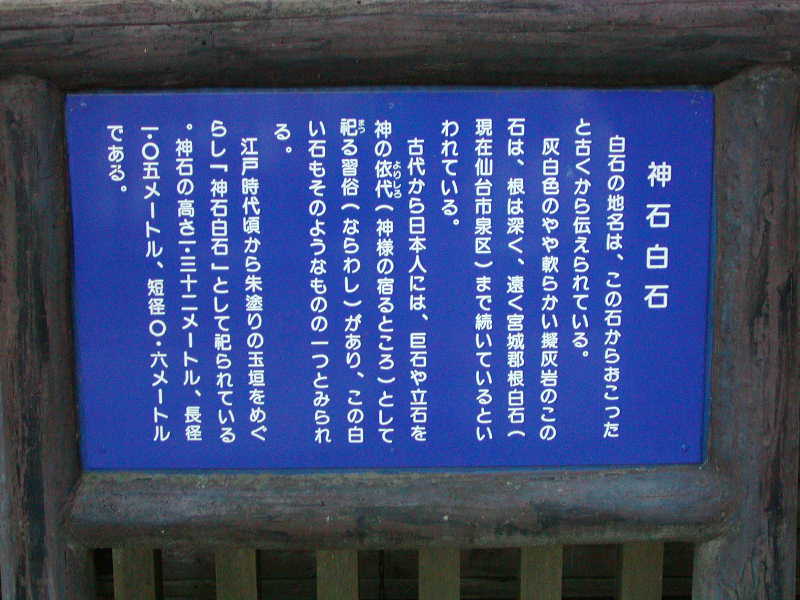 神石白石
白石の地名は、この石からおこった
と古くから伝えられている。
灰白色のやや軟らかい擬灰岩のこの
石は、根は深く、遠く宮城郡根白石(
現在仙台市泉区)まで続いているとい
われている。
古代から日本人には、巨石や立石を
神の依代(神様の宿るところ)として
よりしろ
祀る習俗(ならわし)があり、この白
まつ
い石もそのようなものの一つとみられ
る。
江戸時代頃から朱塗りの玉垣をめぐ
らし「神石白石」として祀られている
。神石の高さ一・三十二メートル、長径
一・〇五メートル、短径〇・六メートル
である。